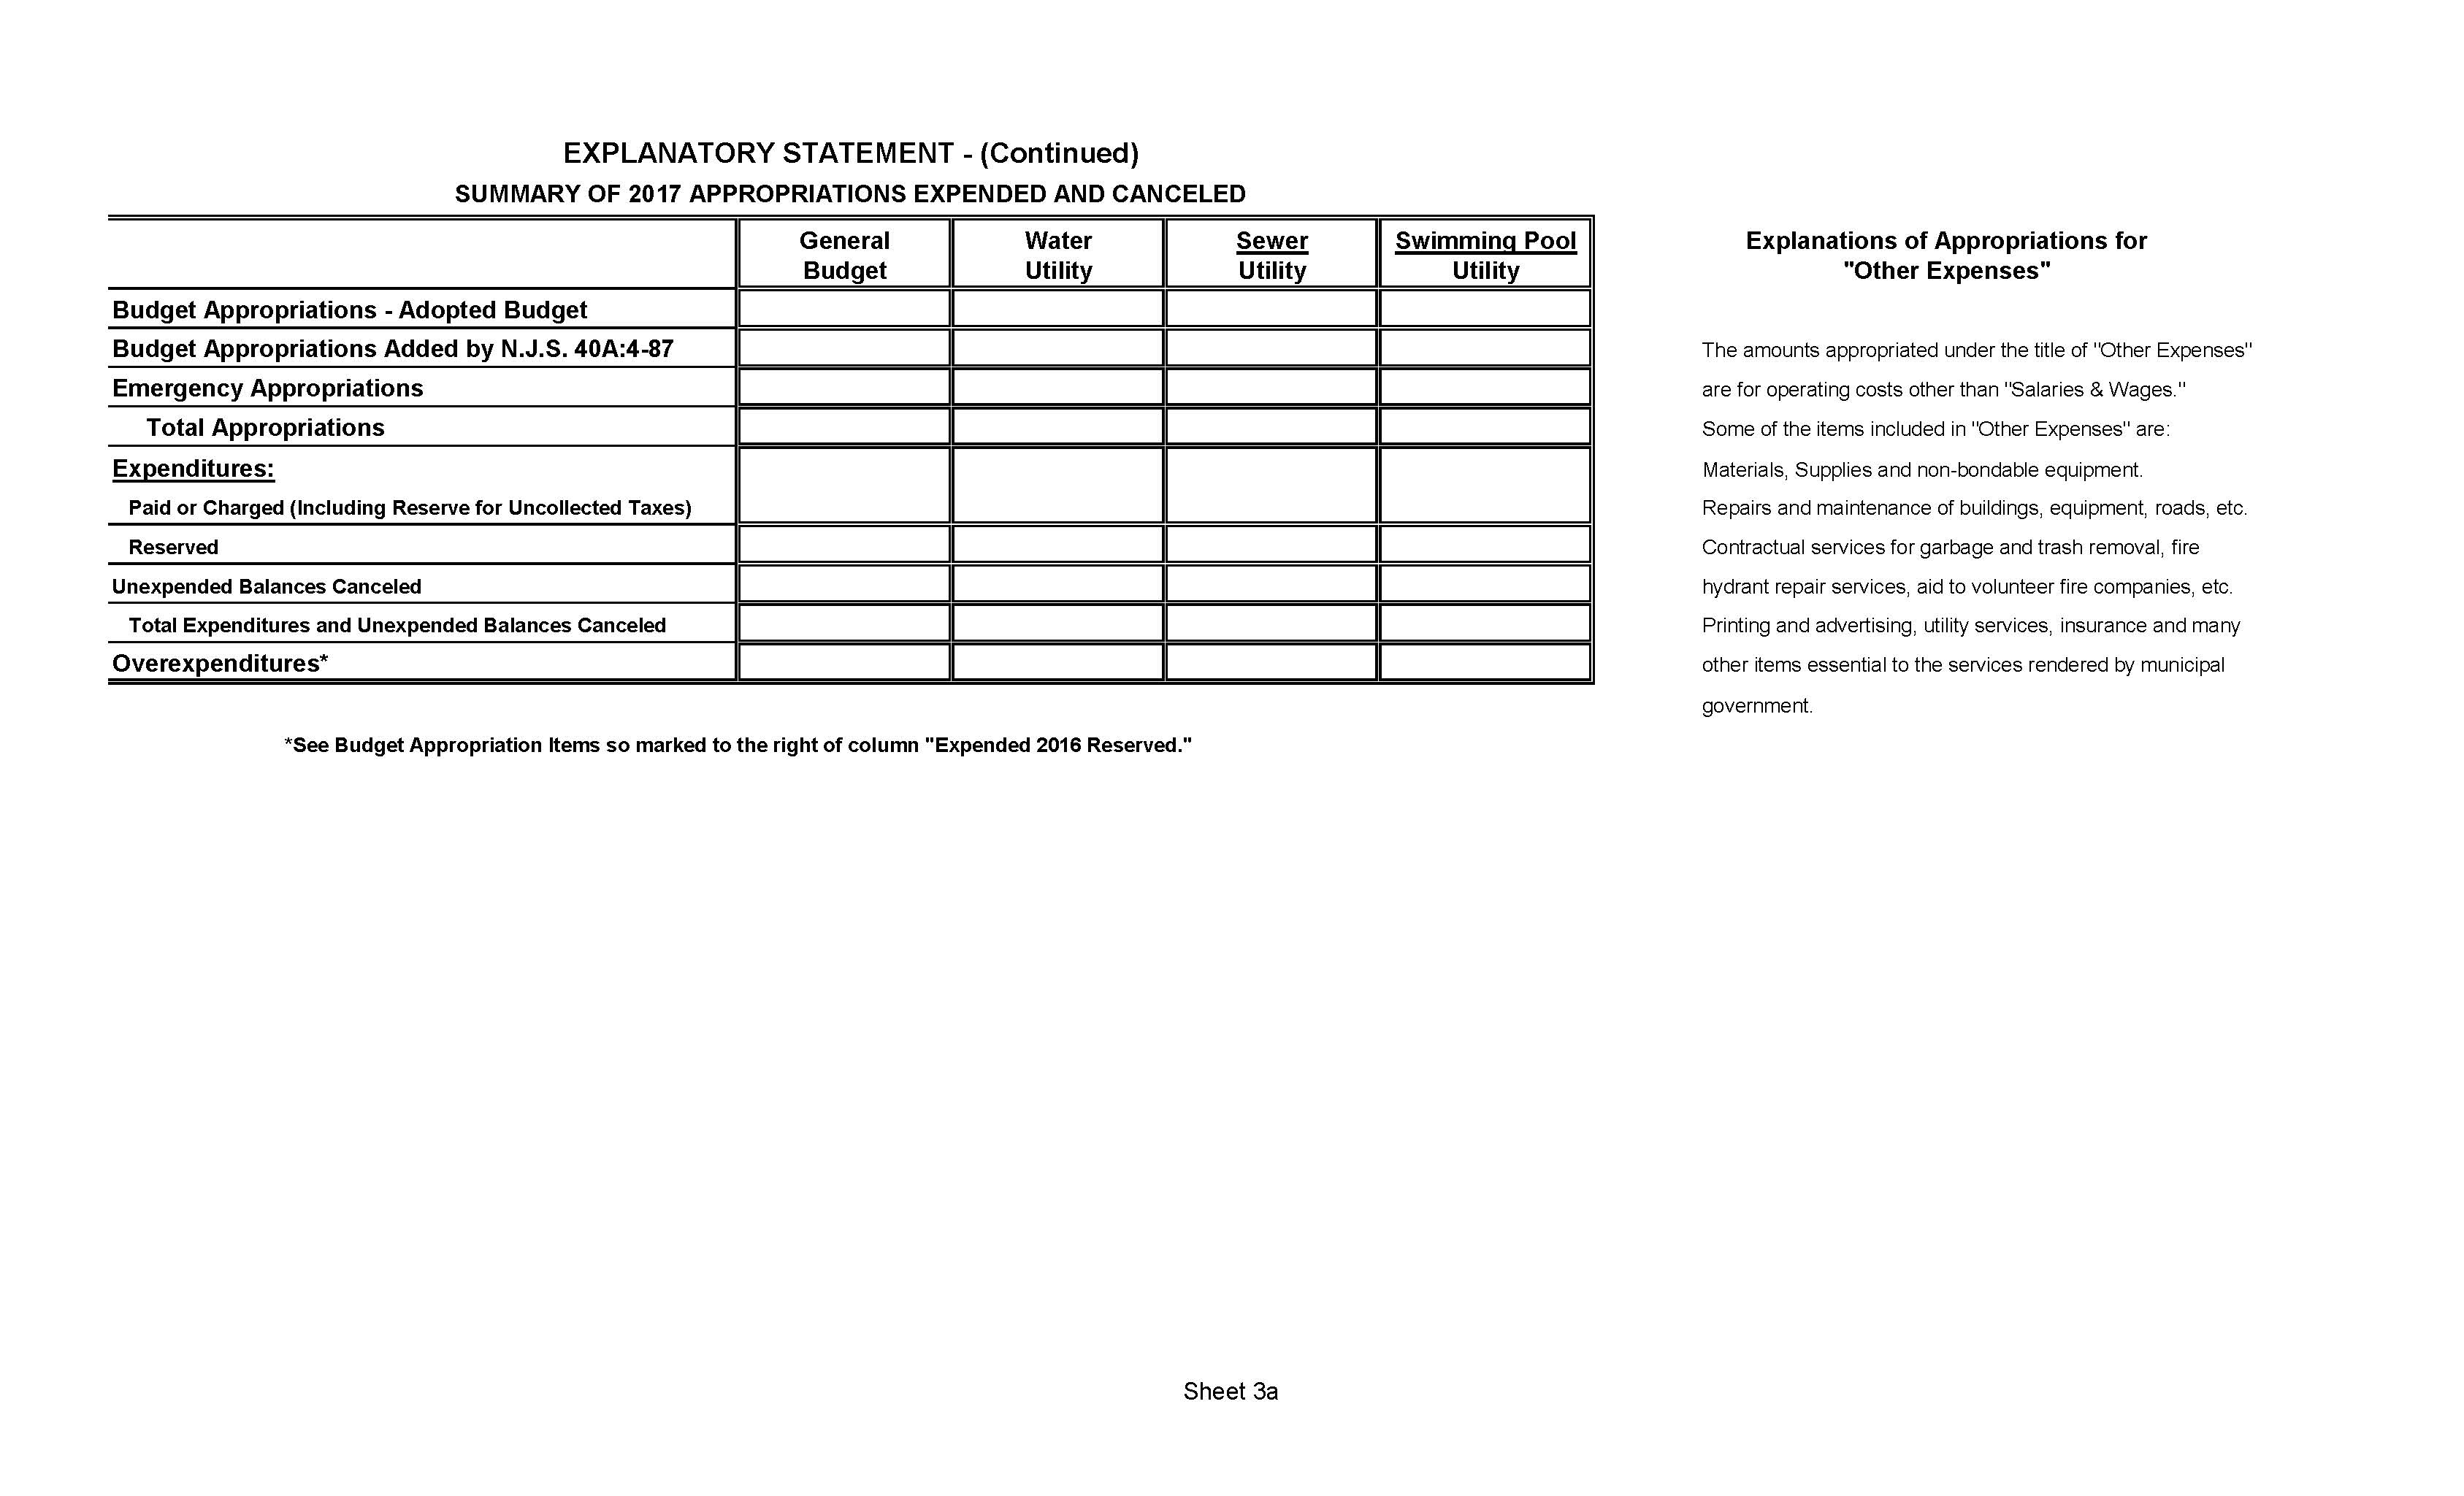 EXPLANATORY STATEMENT - (Continued)
SUMMARY OF 2017 APPROPRIATIONS EXPENDED AND CANCELED
General Budget
Water Utility
Sewer Utility
Swimming Pool Utility
Budget Appropriations - Adopted Budget
Budget Appropriations Added by N.J.S. 40A:4-87
Emergency Appropriations
Total Appropriations
Expenditures:
Paid or Charged (Including Reserve for Uncollected Taxes)
Reserved
Unexpended Balances Canceled
Total Expenditures and Unexpended Balances Canceled
Overexpenditures*
*See Budget Appropriation Items so marked to the right of column "Expended 2016 Reserved."
Explanations of Appropriations for
"Other Expenses"
The amounts appropriated under the title of "Other Expenses"
are for operating costs other than "Salaries & Wages."
Some of the items included in "Other Expenses" are:
Materials, Supplies and non-bondable equipment.
Repairs and maintenance of buildings, equipment, roads, etc.
Contractual services for garbage and trash removal, fire
hydrant repair services, aid to volunteer fire companies, etc.
Printing and advertising, utility services, insurance and many
other items essential to the services rendered by municipal
government.
Sheet 3a